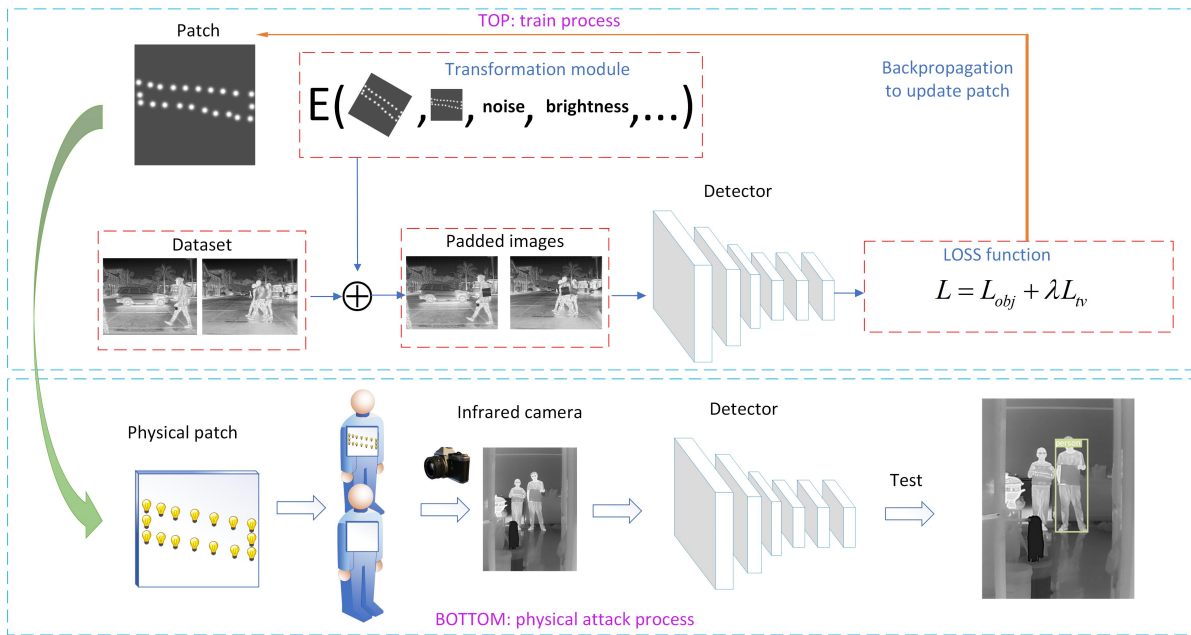 TOP: train process
Patch
Transformation module
E( , , noise, brightness,...)
Backpropagation
to update patch
Detector
Dataset
Padded images
LOSS function
L = L_obj + λL_tv
Physical patch
Infrared camera
Detector
Test
person
BOTTOM: physical attack process